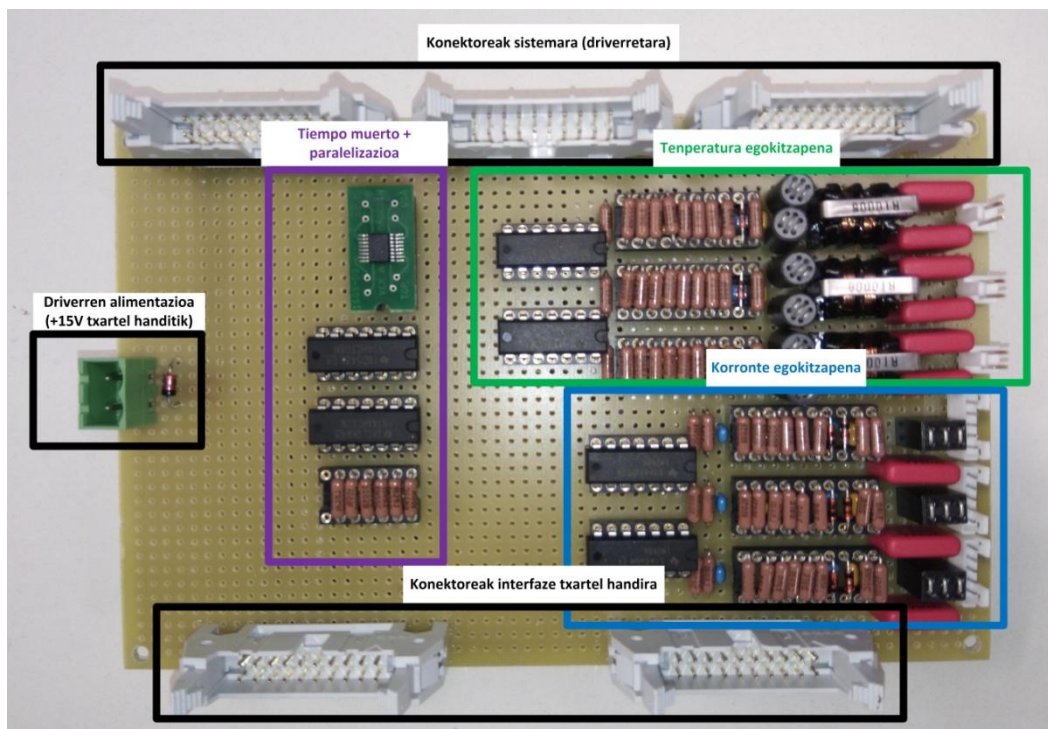 Konektoreak sistemara (driverretara)
Tiempo muerto +
paralelizazioa
Tenperatura egokitzapena
Driverren alimentazioa
(+15V txartel handitik)
Korronte egokitzapena
Konektoreak interfaze txartel handira